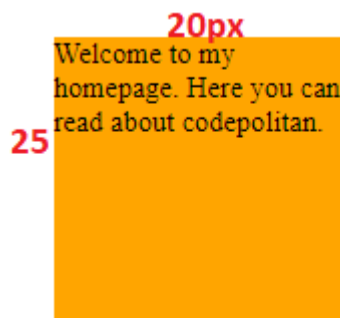 20px
Welcome to my
homepage. Here you can
25
read about codepolitan.